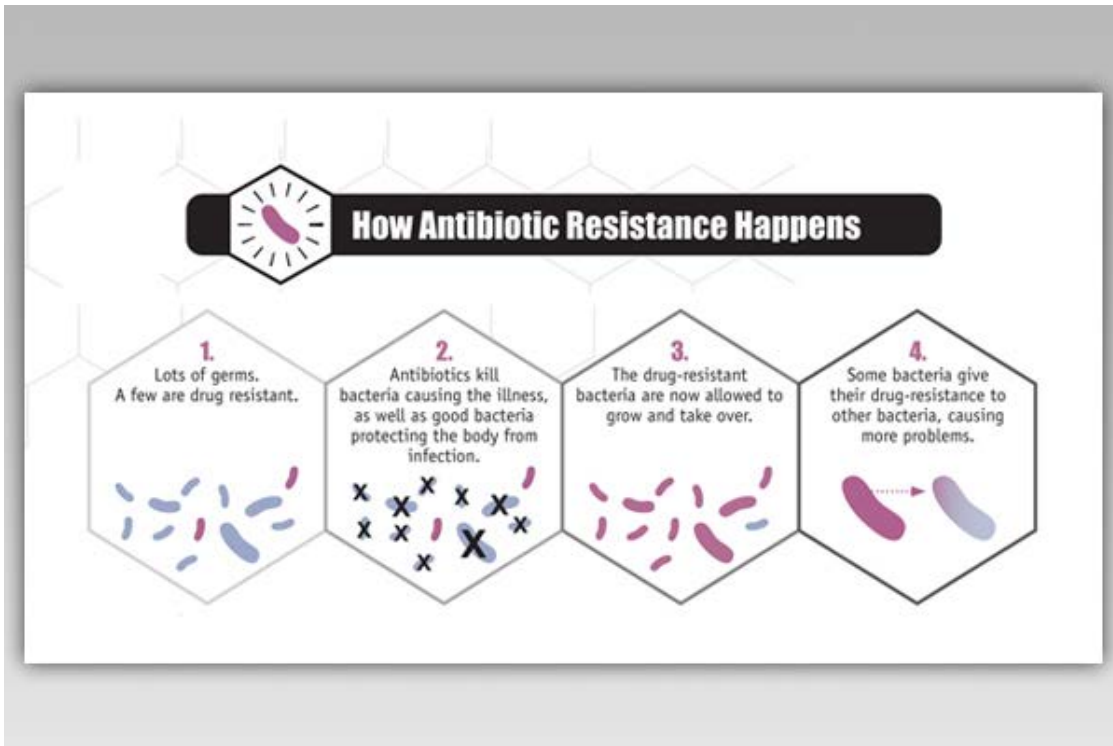 How Antibiotic Resistance Happens
1.
Lots of germs.
A few are drug resistant.
2.
Antibiotics kill
bacteria causing the illness,
as well as good bacteria
protecting the body from
infection.
X X X X X X X X X X
3.
The drug-resistant
bacteria are now allowed to
grow and take over.
4.
Some bacteria give
their drug-resistance to
other bacteria, causing
more problems.